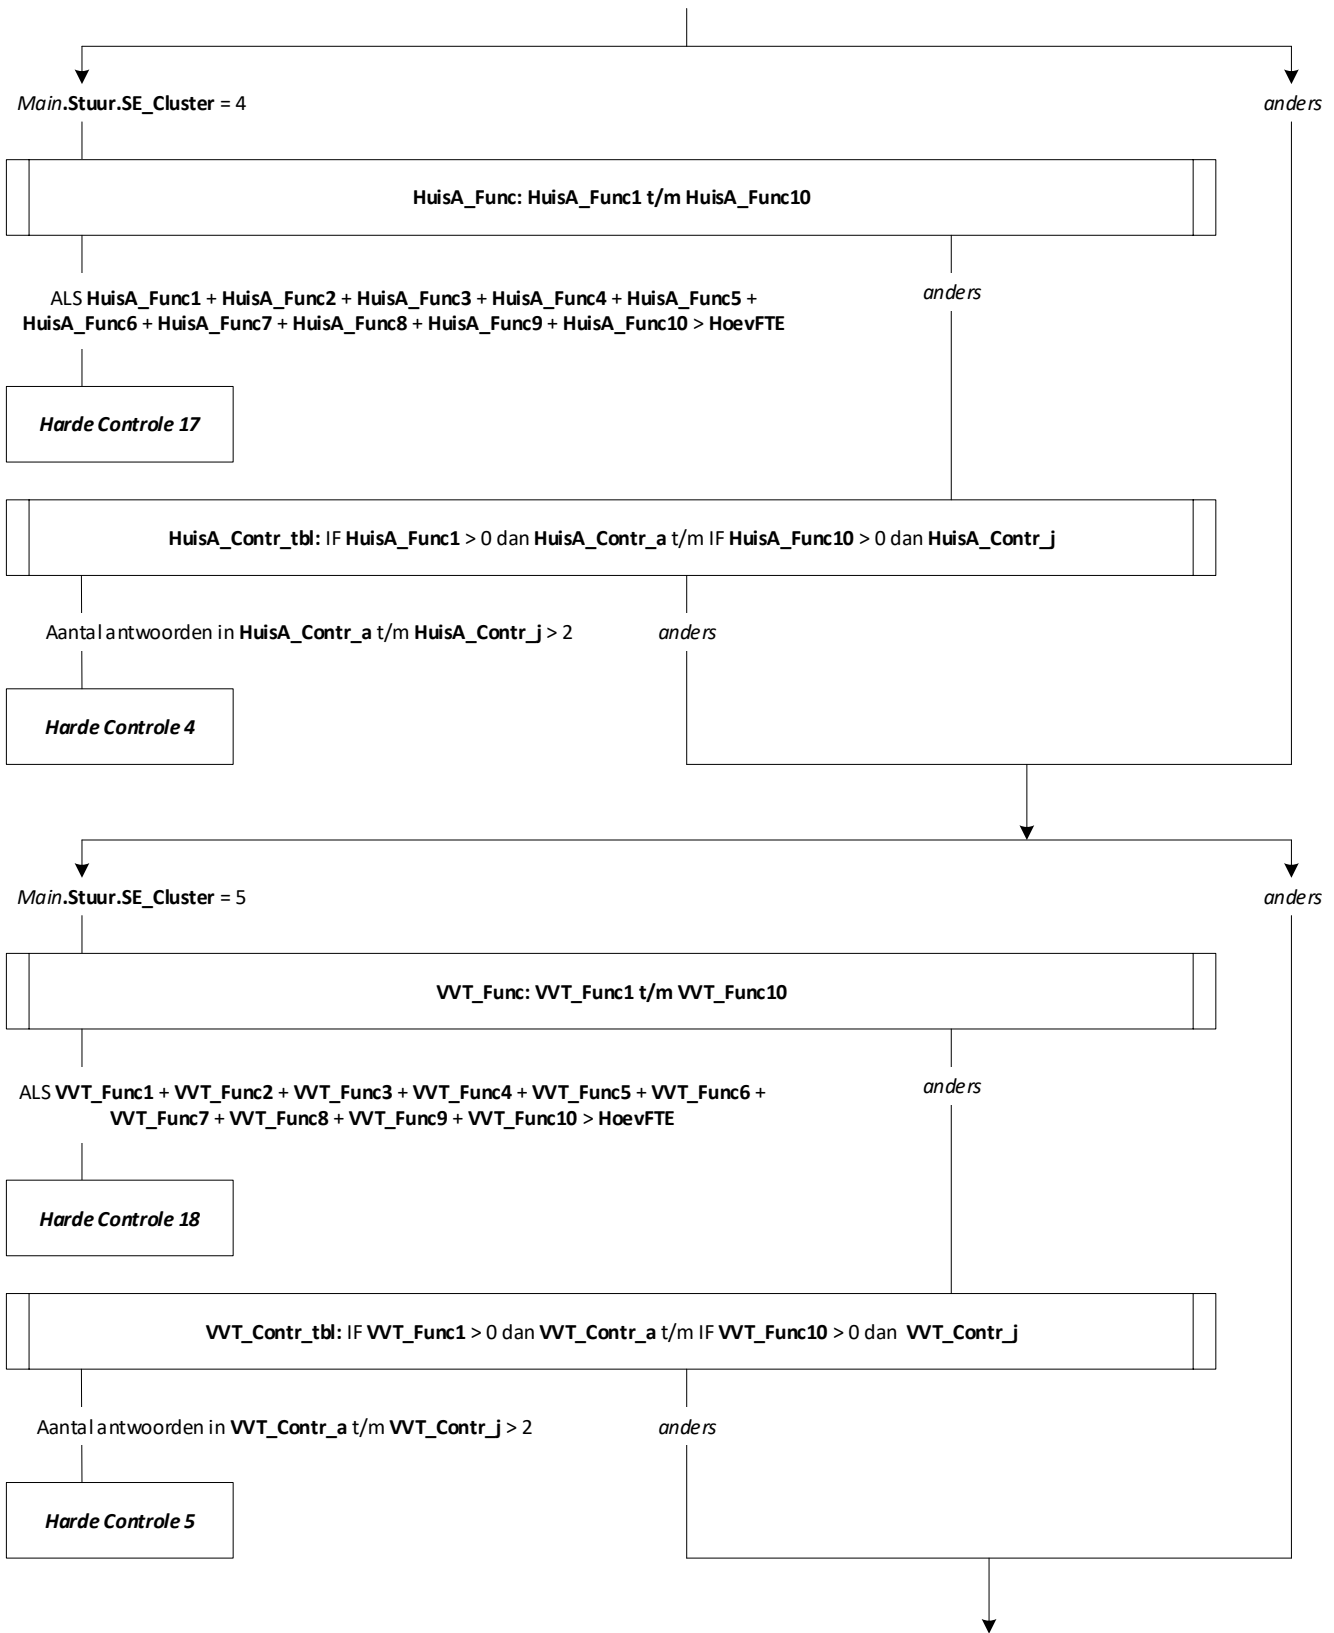 Main.Stuur.SE_Cluster = 4
anders
HuisA_Func: HuisA_Func1 t/m HuisA_Func10
ALS HuisA_Func1 + HuisA_Func2 + HuisA_Func3 + HuisA_Func4 + HuisA_Func5 +
HuisA_Func6 + HuisA_Func7 + HuisA_Func8 + HuisA_Func9 + HuisA_Func10 > HoevFTE
anders
Harde Controle 17
HuisA_Contr_tbl: IF HuisA_Func1 > 0 dan HuisA_Contr_a t/m IF HuisA_Func10 > 0 dan HuisA_Contr_j
Aantal antwoorden in HuisA_Contr_a t/m HuisA_Contr_j > 2
anders
Harde Controle 4
Main.Stuur.SE_Cluster = 5
anders
VVT_Func: VVT_Func1 t/m VVT_Func10
ALS VVT_Func1 + VVT_Func2 + VVT_Func3 + VVT_Func4 + VVT_Func5 + VVT_Func6 +
VVT_Func7 + VVT_Func8 + VVT_Func9 + VVT_Func10 > HoevFTE
anders
Harde Controle 18
VVT_Contr_tbl: IF VVT_Func1 > 0 dan VVT_Contr_a t/m IF VVT_Func10 > 0 dan VVT_Contr_j
Aantal antwoorden in VVT_Contr_a t/m VVT_Contr_j > 2
anders
Harde Controle 5